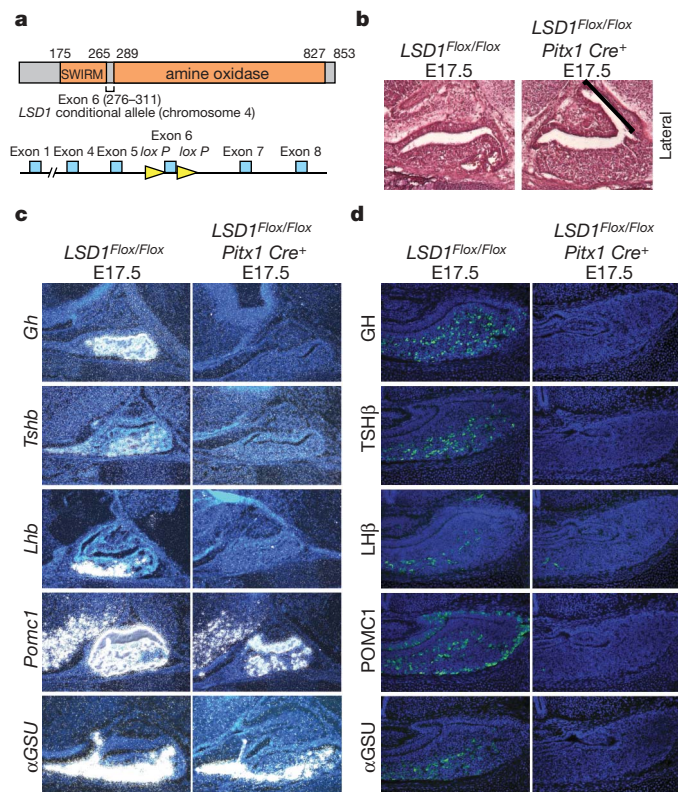 a
175 265 289 827 853
SWIRM amine oxidase
Exon 6 (276–311)
LSD1 conditional allele (chromosome 4)
Exon 6
Exon 1 Exon 4 Exon 5 lox P lox P Exon 7 Exon 8
b
LSD1Flox/Flox
E17.5
LSD1Flox/Flox
Pitx1 Cre+
E17.5
Lateral
c
LSD1Flox/Flox
E17.5
LSD1Flox/Flox
Pitx1 Cre+
E17.5
Gh
Tshb
Lhb
Pomc1
αGSU
d
LSD1Flox/Flox
E17.5
LSD1Flox/Flox
Pitx1 Cre+
E17.5
GH
TSHβ
LHβ
POMC1
αGSU